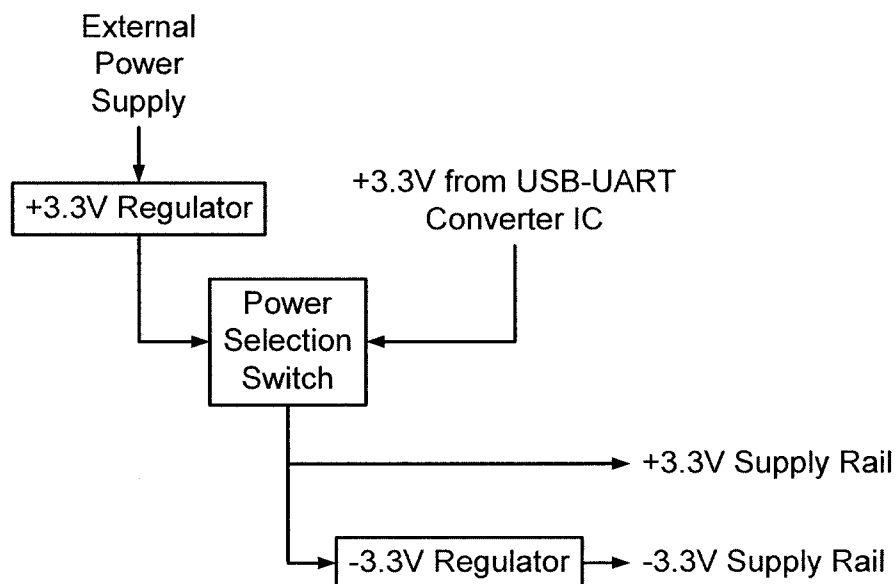 External
Power
Supply
+3.3V Regulator
+3.3V from USB-UART
Converter IC
Power
Selection
Switch
+3.3V Supply Rail
-3.3V Regulator
-3.3V Supply Rail